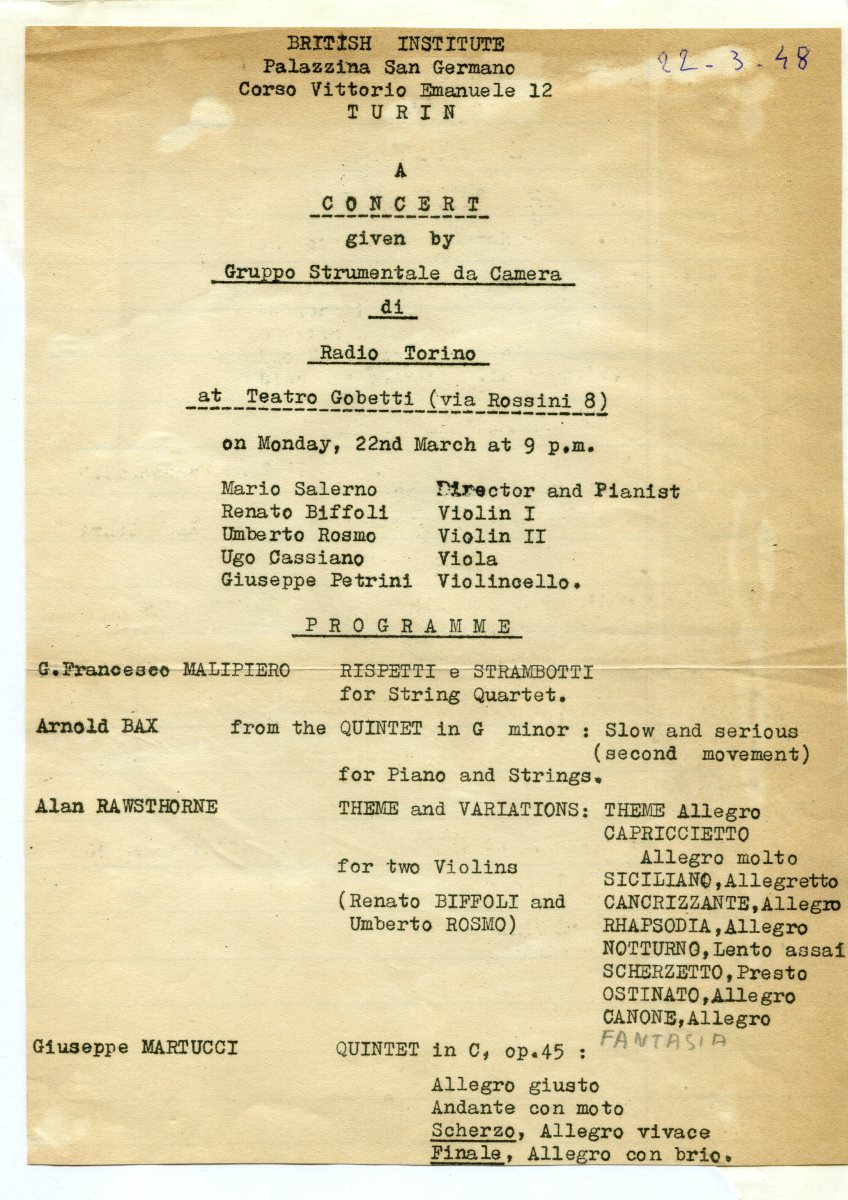 BRITISH INSTITUTE
22-3-48
Palazzina San Germano
Corso Vittorio Emanuele 12
T U R I N
A
C O N C E R T
given by
Gruppo Strumentale da Camera
di
Radio Torino
at Teatro Gobetti (via Rossini 8)
on Monday, 22nd March at 9 p.m.
Mario Salerno Director and Pianist
Renato Biffoli Violin I
Umberto Rosmo Violin II
Ugo Cassiano Viola
Giuseppe Petrini Violincello.
P R O G R A M M E
G.Francesco MALIPIERO RISPETTI e STRAMBOTTI
for String Quartet.
Arnold BAX from the QUINTET in G minor : Slow and serious
(second movement)
for Piano and Strings.
Alan RAWSTHORNE THEME and VARIATIONS: THEME Allegro
CAPRICCIETTO
Allegro molto
for two Violins
SICILIANO,Allegretto
(Renato BIFFOLI and CANCRIZZANTE,Allegro
Umberto ROSMO) RHAPSODIA,Allegro
NOTTURNO,Lento assai
SCHERZETTO,Presto
OSTINATO,Allegro
CANONE,Allegro
FANTASIA
Giuseppe MARTUCCI QUINTET in C, op.45 :
Allegro giusto
Andante con moto
Scherzo, Allegro vivace
Finale, Allegro con brio.